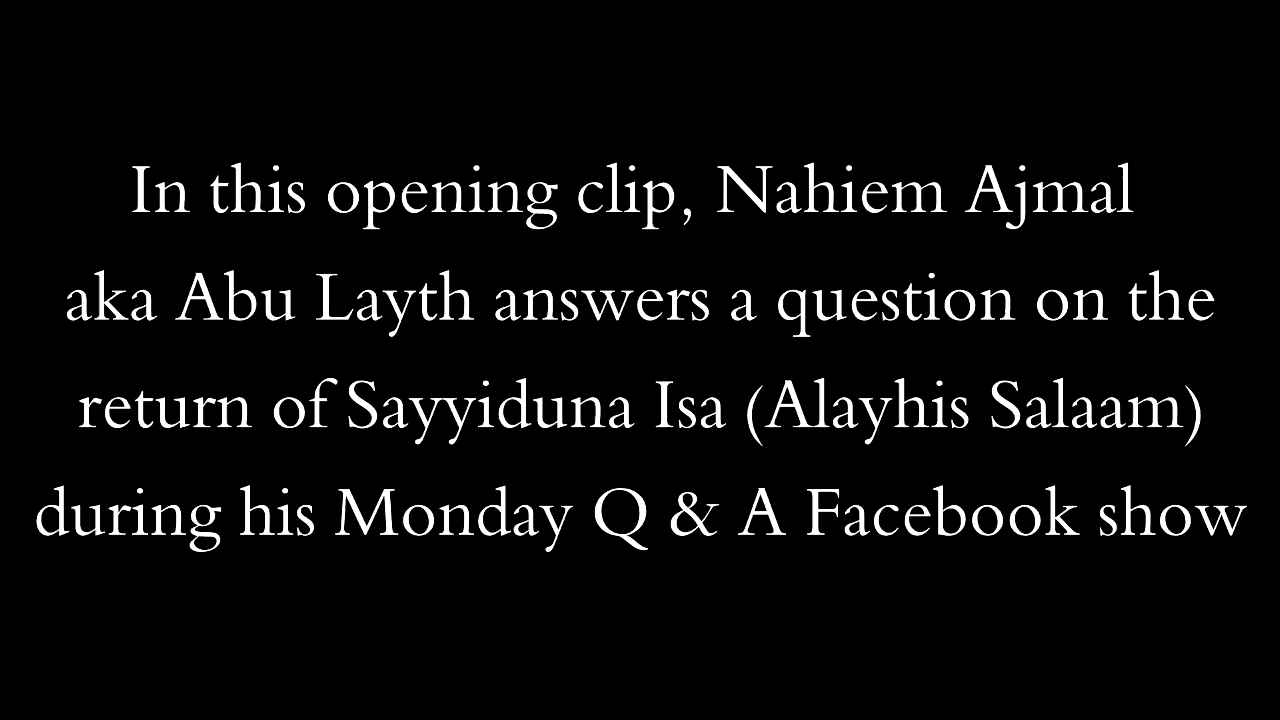 In this opening clip, Nahiem Ajmal
aka Abu Layth answers a question on the
return of Sayyiduna Isa (Alayhis Salaam)
during his Monday Q & A Facebook show